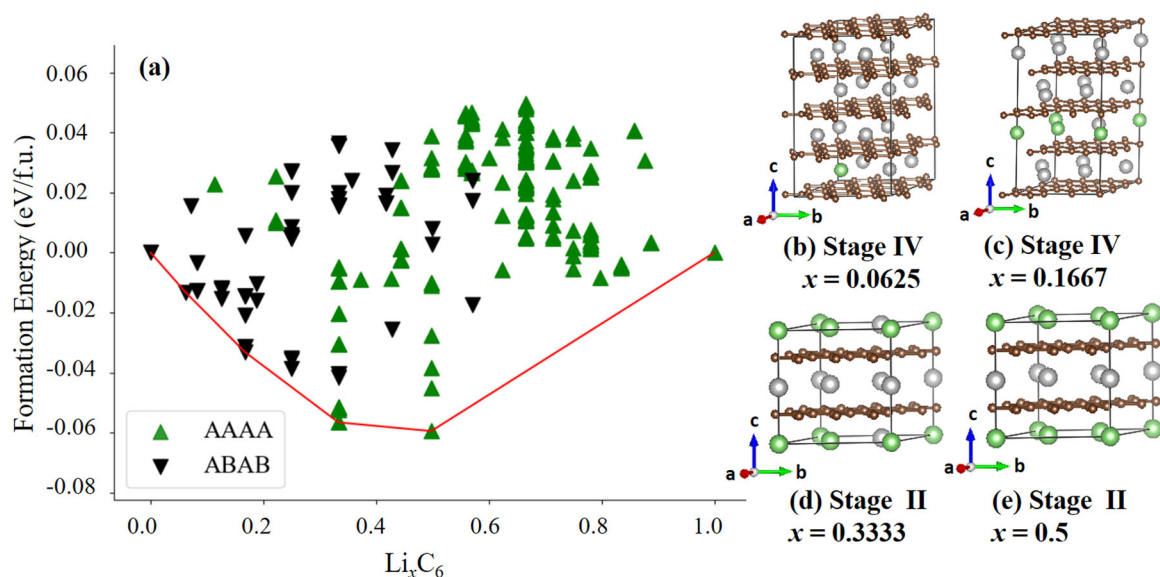 (a)
Formation Energy (eV/f.u.)
0.06
0.04
0.02
0.00
-0.02
-0.04
-0.06
-0.08
AAAA
ABAB
0.0 0.2 0.4 0.6 0.8 1.0
LiₓC₆
c
a b
(b) Stage IV
x = 0.0625
c
a b
(c) Stage IV
x = 0.1667
c
a b
(d) Stage II
x = 0.3333
c
a b
(e) Stage II
x = 0.5